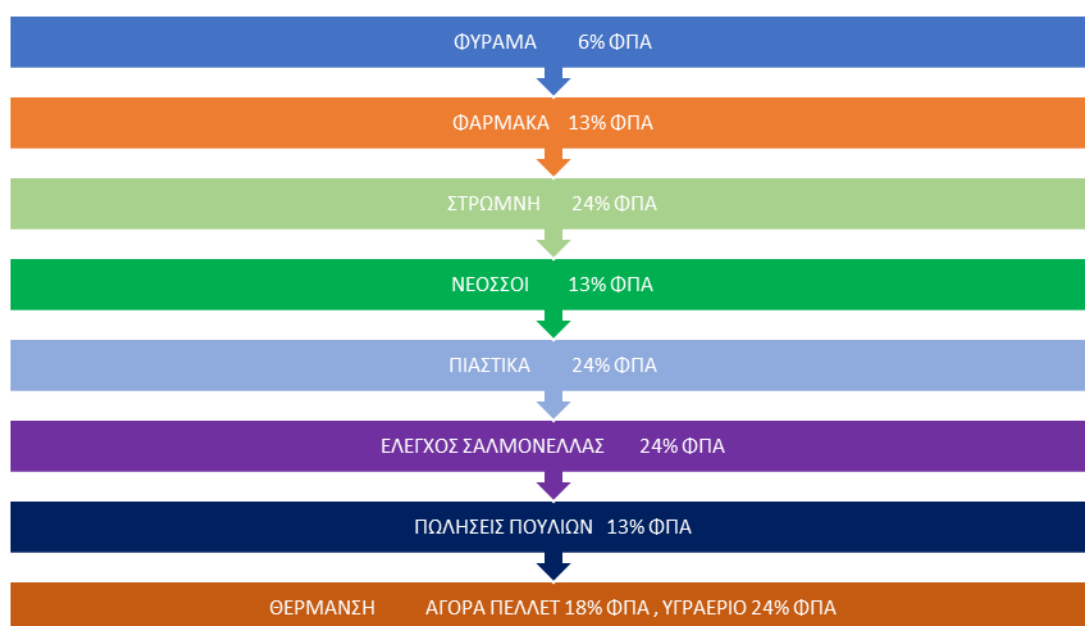 ΦΥΡΑΜΑ 6% ΦΠΑ
ΦΑΡΜΑΚΑ 13% ΦΠΑ
ΣΤΡΩΜΝΗ 24% ΦΠΑ
ΝΕΟΣΣΟΙ 13% ΦΠΑ
ΠΙΑΣΤΙΚΑ 24% ΦΠΑ
ΕΛΕΓΧΟΣ ΣΑΛΜΟΝΕΛΛΑΣ 24% ΦΠΑ
ΠΩΛΗΣΕΙΣ ΠΟΥΛΙΩΝ 13% ΦΠΑ
ΘΕΡΜΑΝΣΗ ΑΓΟΡΑ ΠΕΛΛΕΤ 18% ΦΠΑ , ΥΓΡΑΕΡΙΟ 24% ΦΠΑ